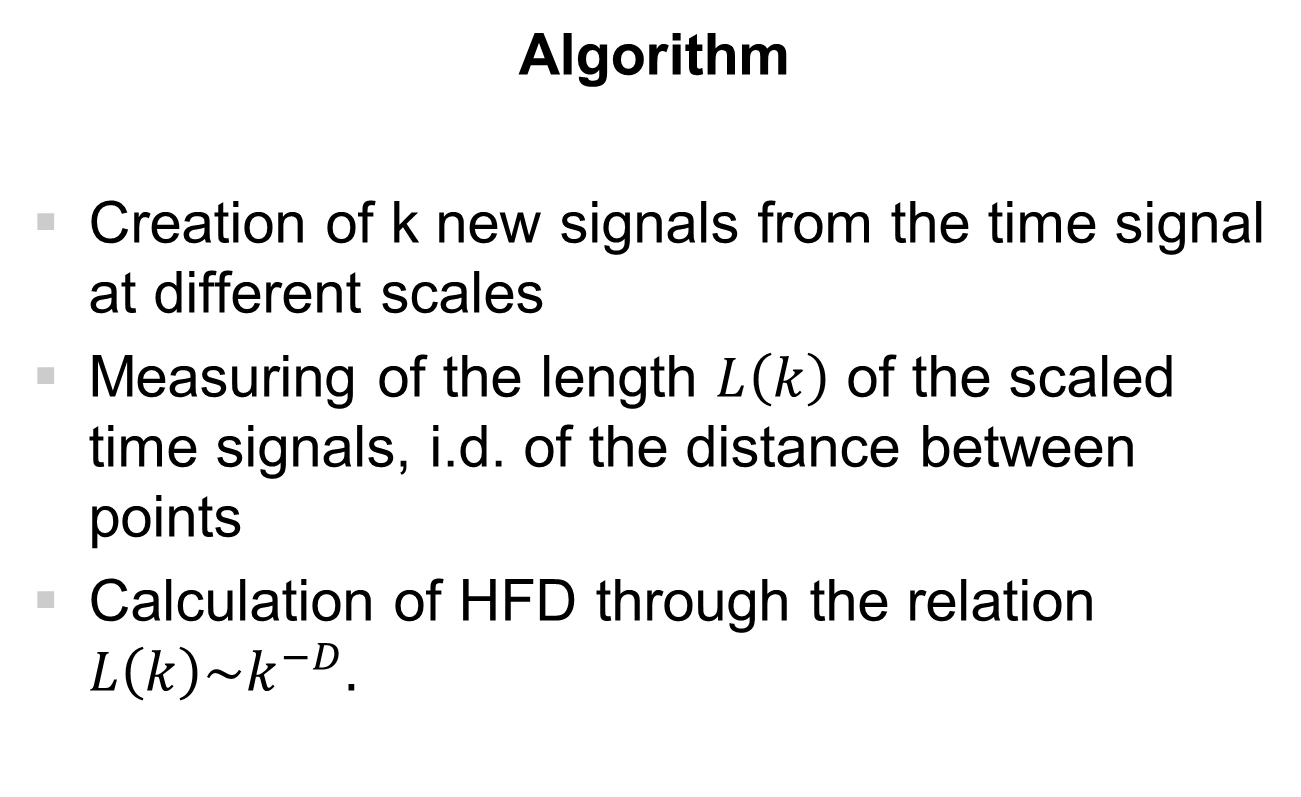 Algorithm
Creation of k new signals from the time signal
at different scales
Measuring of the length L(k) of the scaled
time signals, i.d. of the distance between
points
Calculation of HFD through the relation
L(k)~k⁻ᴰ.